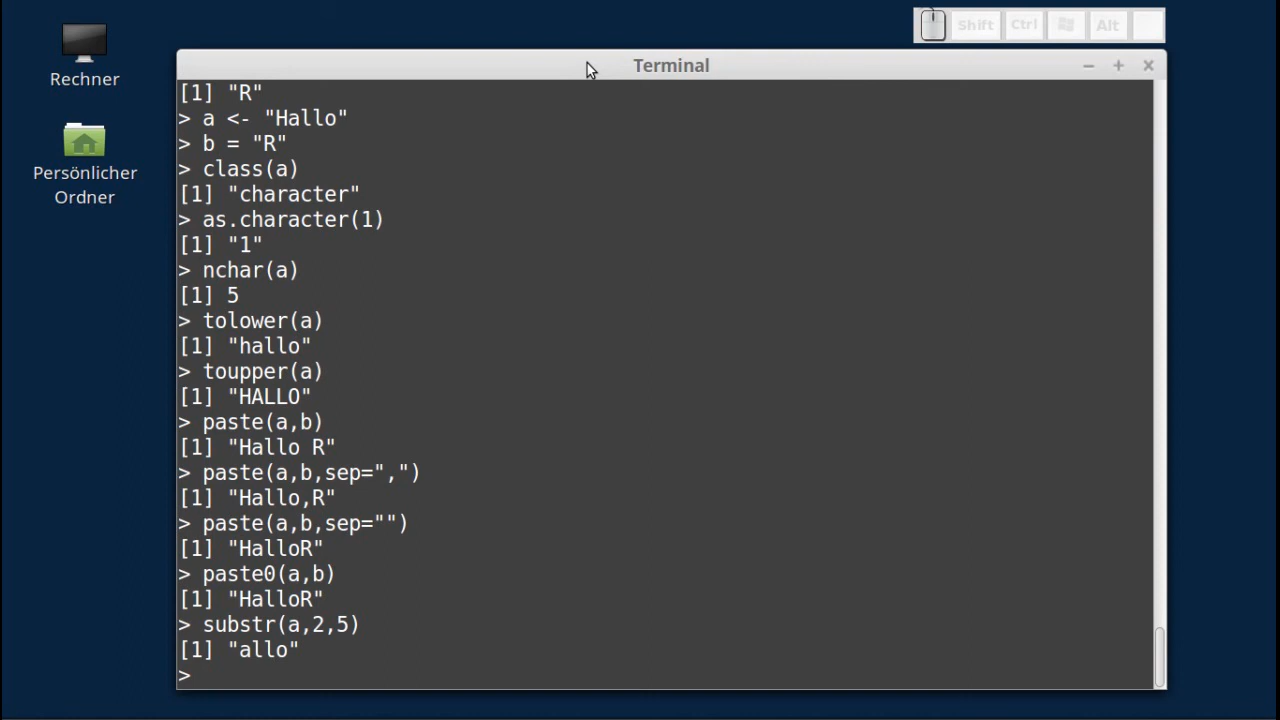 Shift Ctrl Alt
Rechner
Persönlicher
Ordner
Terminal
[1] "R"
> a <- "Hallo"
> b = "R"
> class(a)
[1] "character"
> as.character(1)
[1] "1"
> nchar(a)
[1] 5
> tolower(a)
[1] "hallo"
> toupper(a)
[1] "HALLO"
> paste(a,b)
[1] "Hallo R"
> paste(a,b,sep=",")
[1] "Hallo,R"
> paste(a,b,sep="")
[1] "HalloR"
> paste0(a,b)
[1] "HalloR"
> substr(a,2,5)
[1] "allo"
>